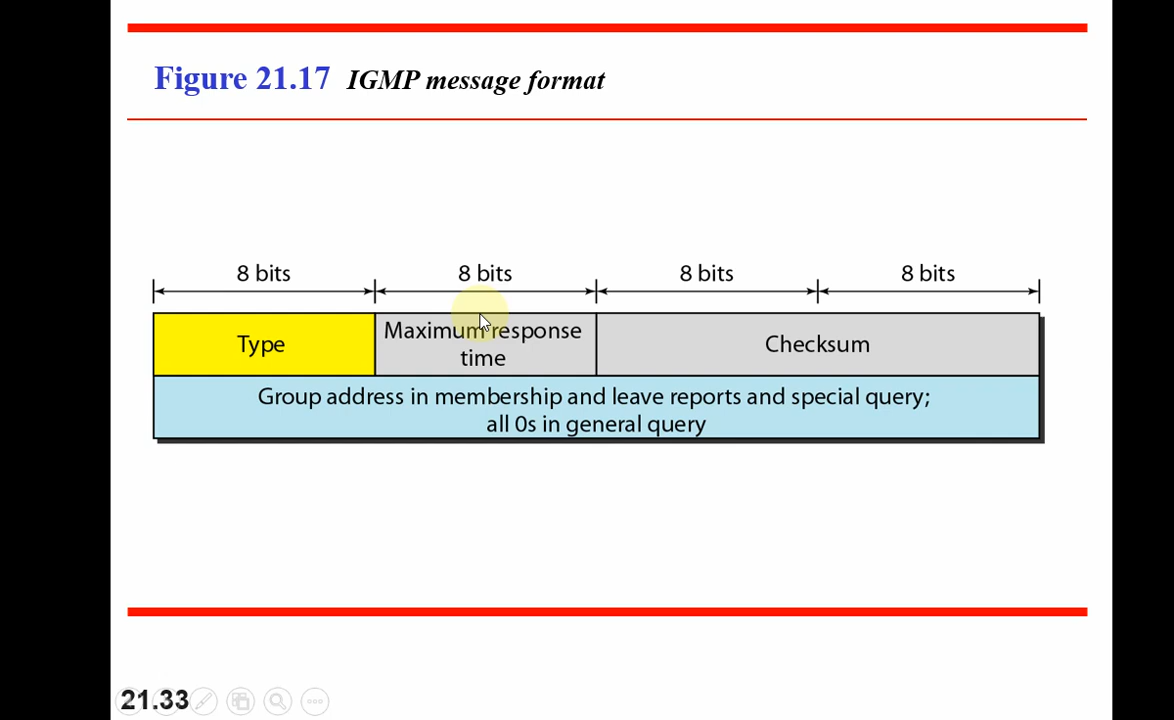 Figure 21.17 IGMP message format
8 bits 8 bits 8 bits 8 bits
Type
Maximum response
time
Checksum
Group address in membership and leave reports and special query;
all 0s in general query
21.33